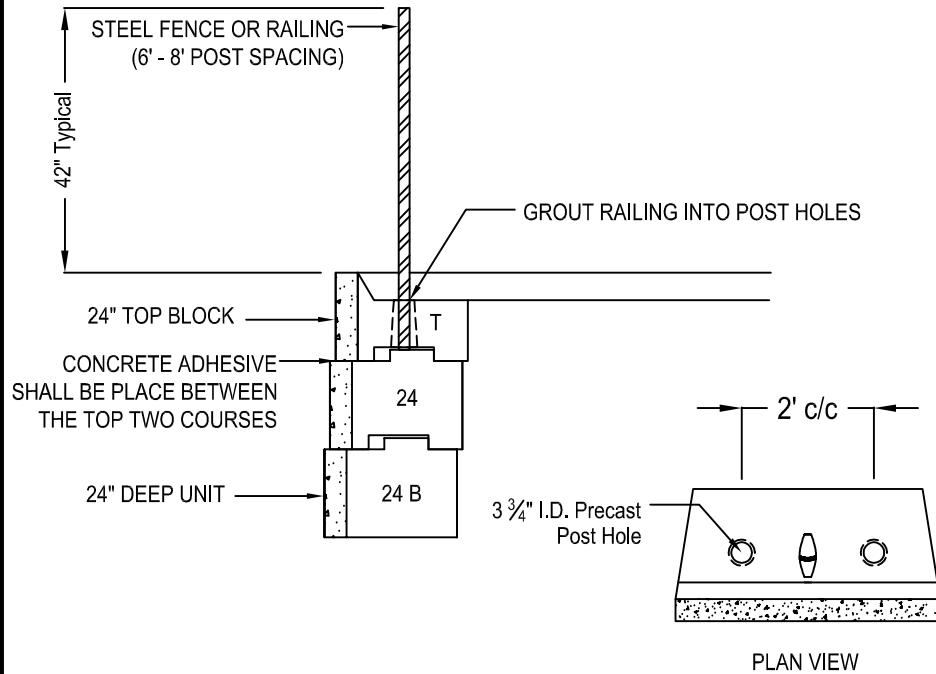 STEEL FENCE OR RAILING
(6' - 8' POST SPACING)
42" Typical
GROUT RAILING INTO POST HOLES
24" TOP BLOCK
T
CONCRETE ADHESIVE
SHALL BE PLACE BETWEEN
THE TOP TWO COURSES
24
2' c/c
24" DEEP UNIT
24 B
3 3⁄4" I.D. Precast
Post Hole
PLAN VIEW